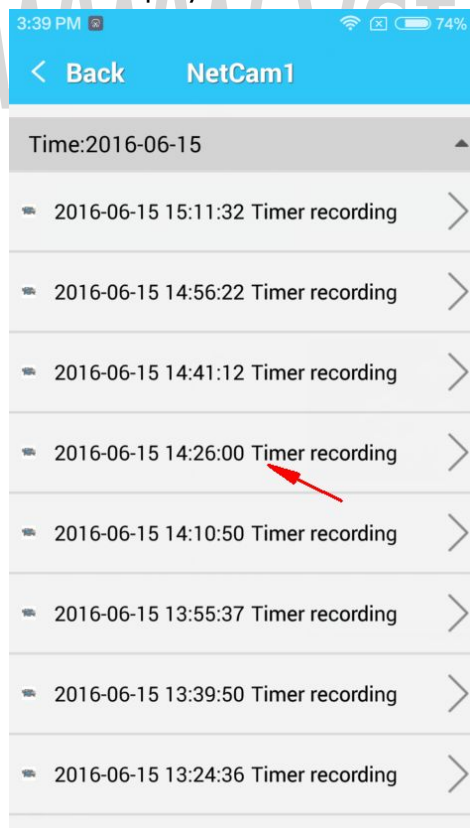 3:39 PM 74%
Back NetCam1
Time:2016-06-15
2016-06-15 15:11:32 Timer recording
2016-06-15 14:56:22 Timer recording
2016-06-15 14:41:12 Timer recording
2016-06-15 14:26:00 Timer recording
2016-06-15 14:10:50 Timer recording
2016-06-15 13:55:37 Timer recording
2016-06-15 13:39:50 Timer recording
2016-06-15 13:24:36 Timer recording